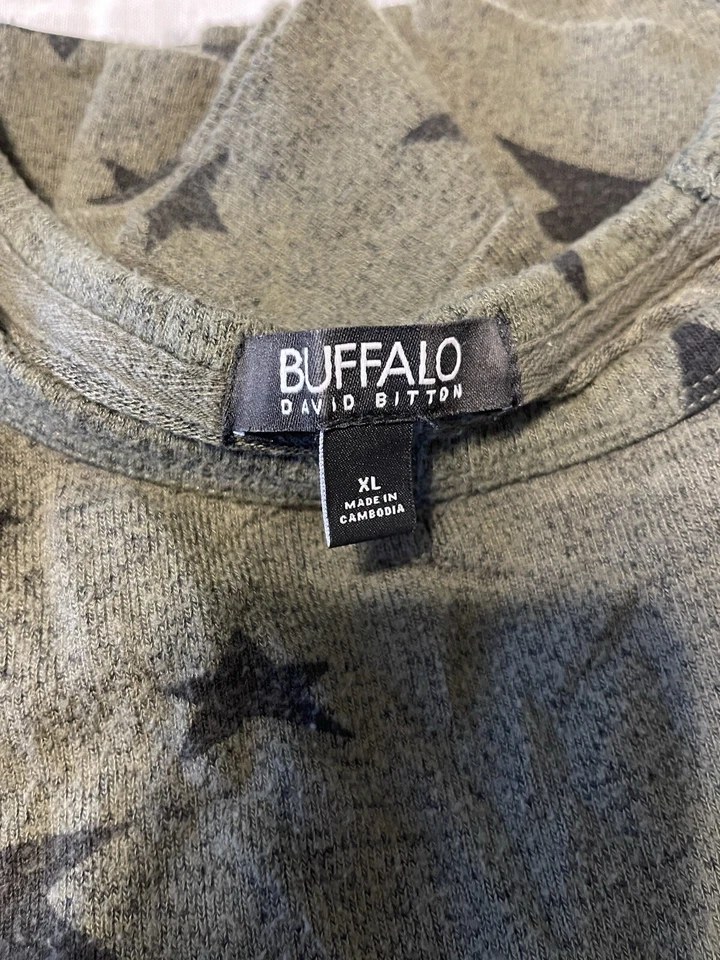 BUFFALO
DAVID BITTON
XL
MADE IN
CAMBODIA